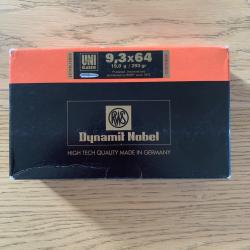 UNI
CLASSIC
9,3x64
19,0 g / 293 gr
RWS
Dynamit Nobel
HIGH TECH QUALITY MADE IN GERMANY